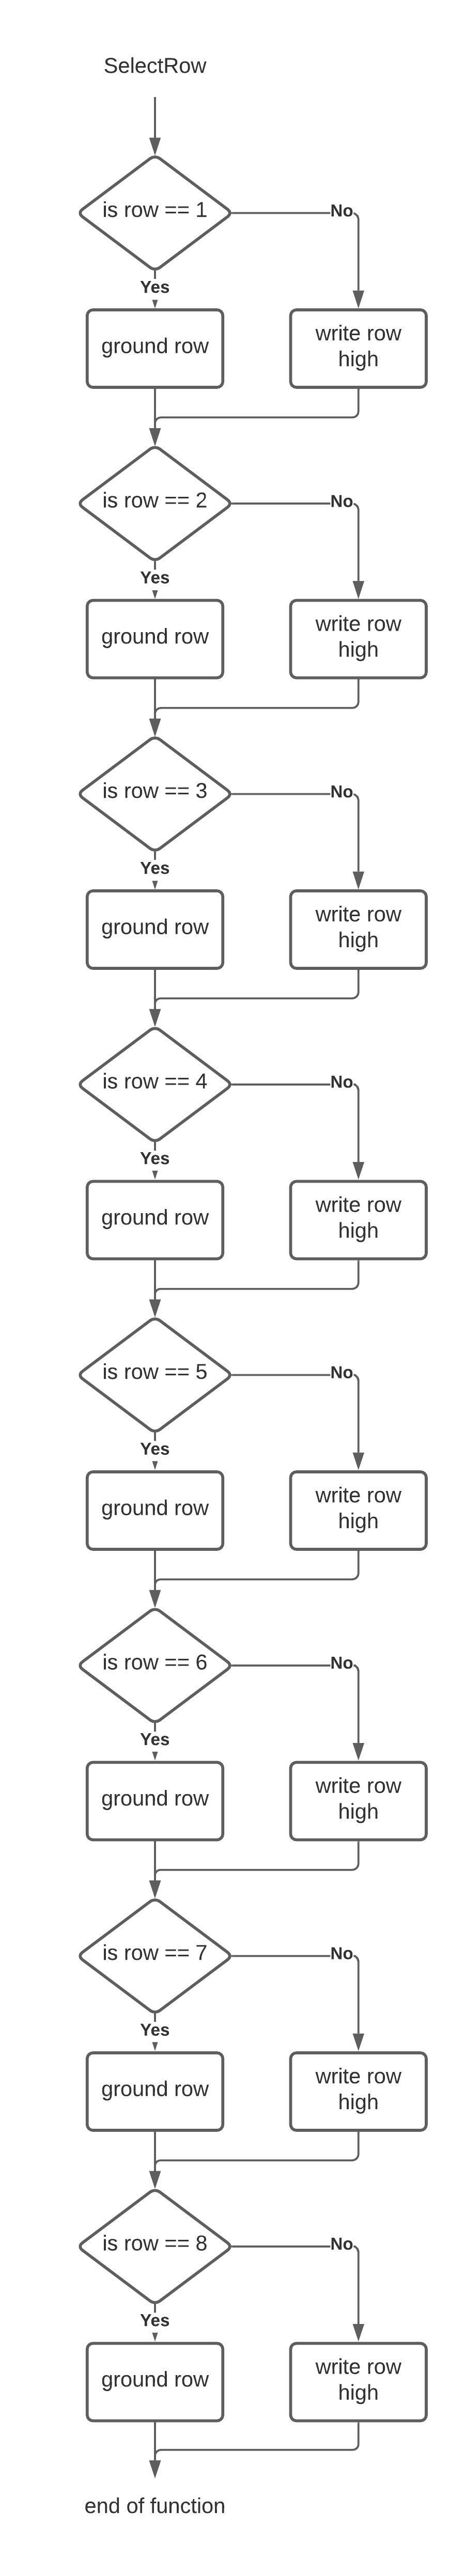 SelectRow
is row == 1
No
Yes
ground row
write row
high
is row == 2
No
Yes
ground row
write row
high
is row == 3
No
Yes
ground row
write row
high
is row == 4
No
Yes
ground row
write row
high
is row == 5
No
Yes
ground row
write row
high
is row == 6
No
Yes
ground row
write row
high
is row == 7
No
Yes
ground row
write row
high
is row == 8
No
Yes
ground row
write row
high
end of function